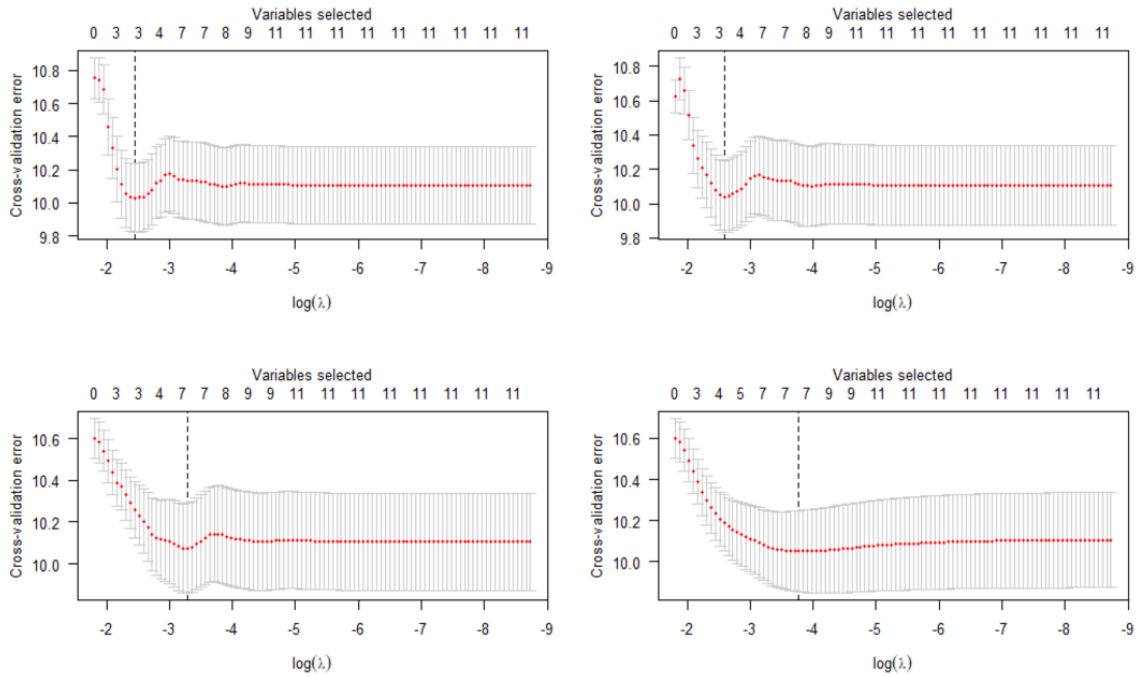 Variables selected
0 3 3 4 7 7 8 9 11 11 11 11 11 11 11
Cross-validation error
10.8
10.6
10.4
10.2
10.0
9.8
-2 -3 -4 -5 -6 -7 -8 -9
log(λ)
Variables selected
0 3 3 4 7 7 8 9 11 11 11 11 11 11 11
Cross-validation error
10.8
10.6
10.4
10.2
10.0
9.8
-2 -3 -4 -5 -6 -7 -8 -9
log(λ)
Variables selected
0 3 3 4 7 7 8 9 11 11 11 11 11 11 11
Cross-validation error
10.6
10.4
10.2
10.0
-2 -3 -4 -5 -6 -7 -8 -9
log(λ)
Variables selected
0 3 4 5 7 7 7 9 9 11 11 11 11 11 11
Cross-validation error
10.6
10.4
10.2
10.0
-2 -3 -4 -5 -6 -7 -8 -9
log(λ)